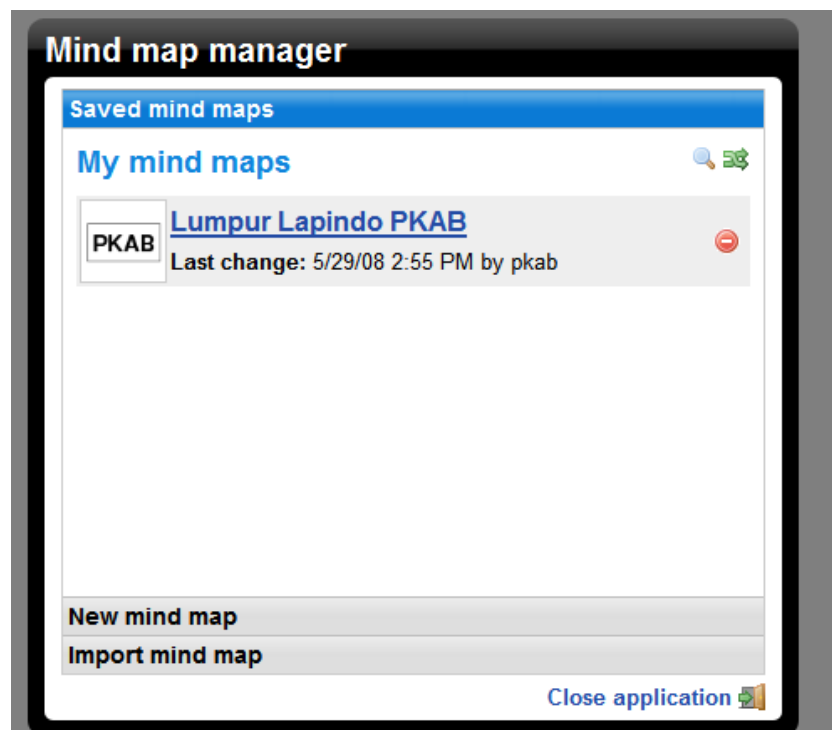 Mind map manager
Saved mind maps
My mind maps
PKAB
Lumpur Lapindo PKAB
Last change: 5/29/08 2:55 PM by pkab
New mind map
Import mind map
Close application